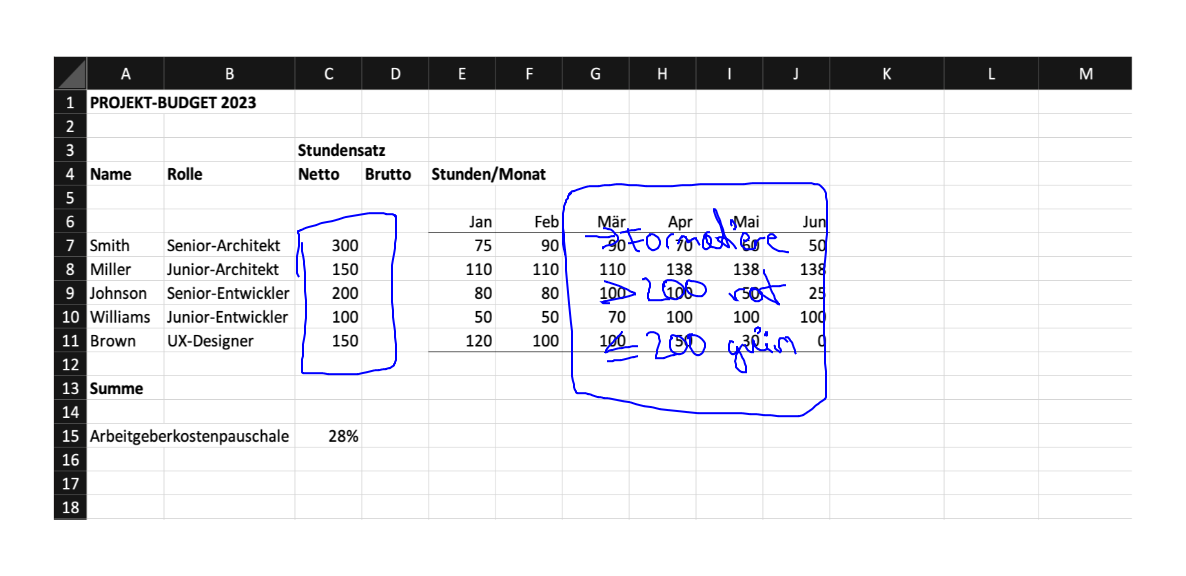 A B C D E F G H I J K L M
1 PROJEKT-BUDGET 2023
2
3 Stundensatz
4 Name Rolle Netto Brutto Stunden/Monat
5
6 Jan Feb Mär Apr Mai Jun
7 Smith Senior-Architekt 300 75 90 90 70 60 50
→ Formatiere
8 Miller Junior-Architekt 150 110 110 110 138 138 138
9 Johnson Senior-Entwickler 200 80 80 100 100 50 25
> 200 rot
10 Williams Junior-Entwickler 100 50 50 70 100 100 100
11 Brown UX-Designer 150 120 100 100 50 30 0
≤ 200 grün
12
13 Summe
14
15 Arbeitgeberkostenpauschale 28%
16
17
18